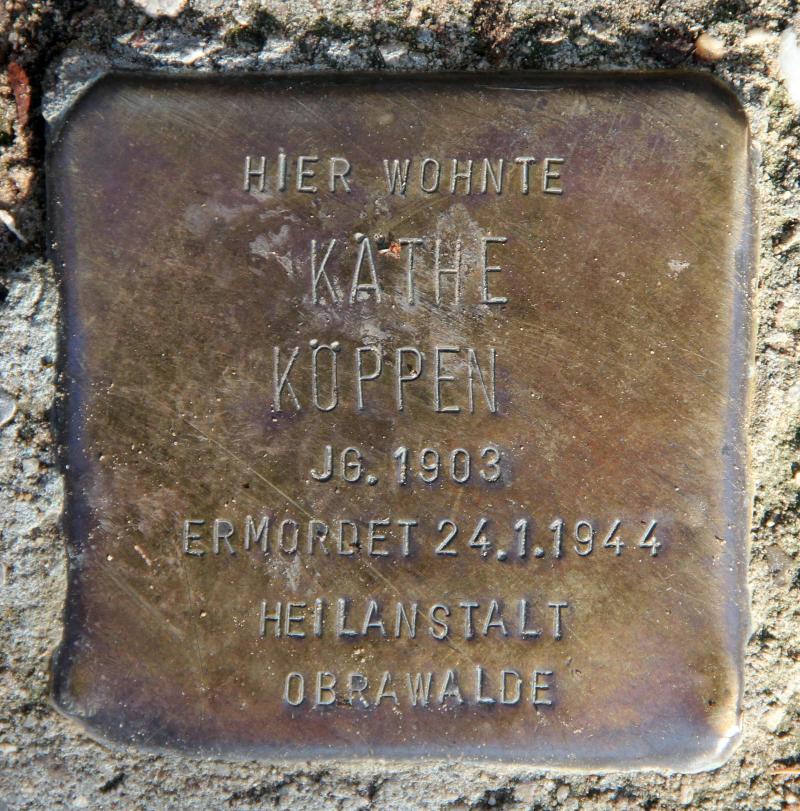 HIER WOHNTE
KÄTHE
KÖPPEN
JG. 1903
ERMORDET 24.1.1944
HEILANSTALT
OBRAWALDE